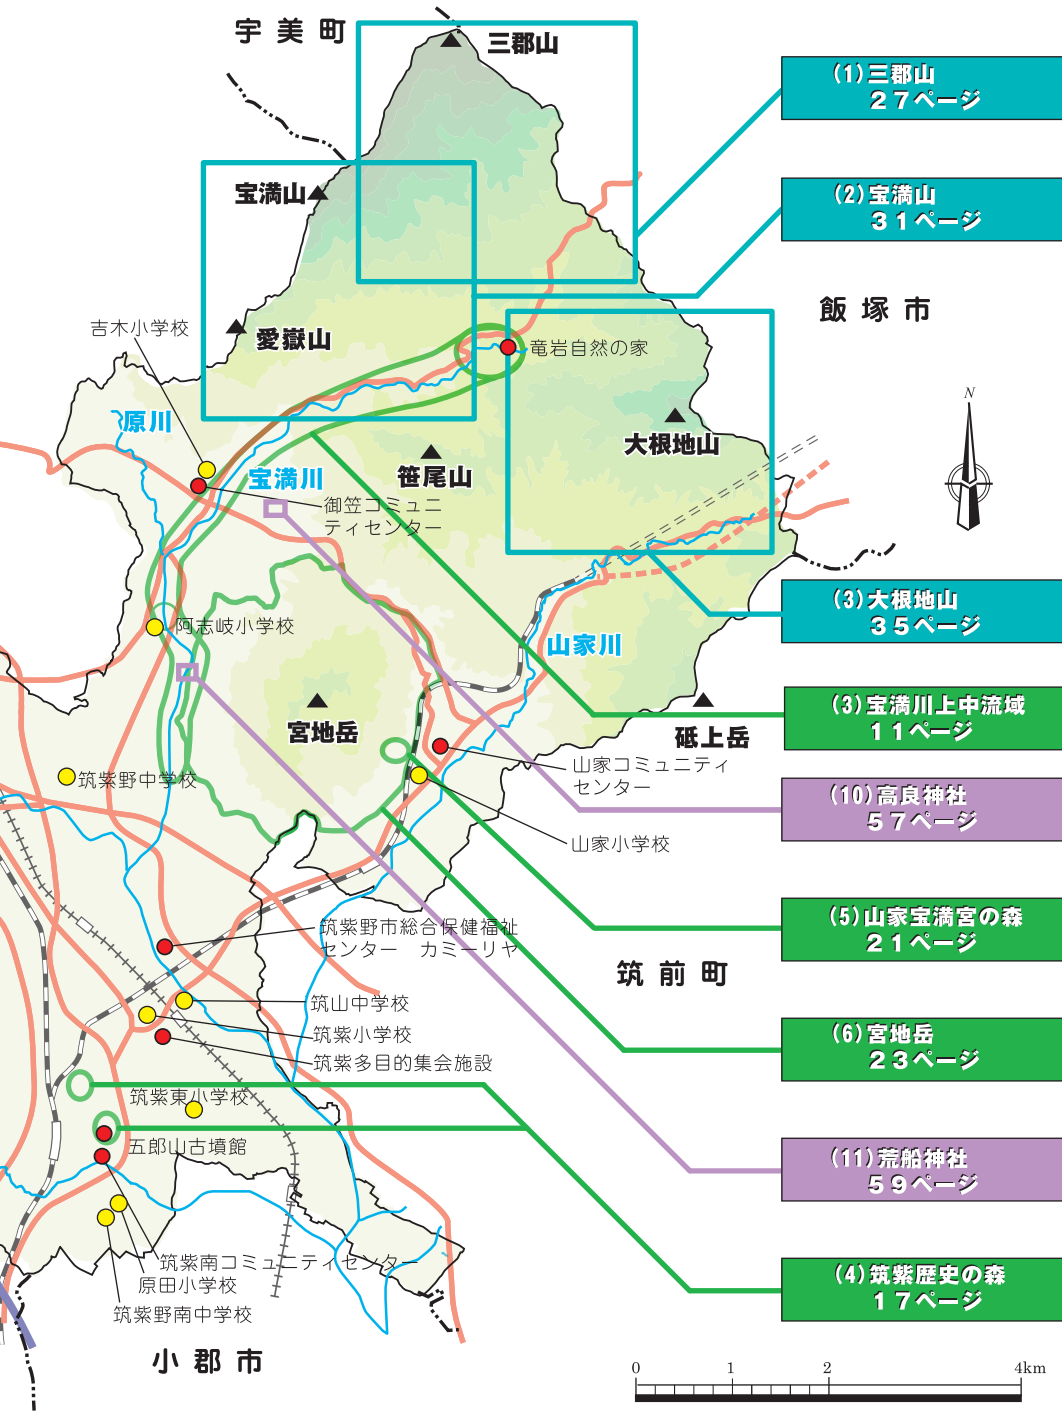 宇美町
三郡山
(1)三郡山
27ページ
宝満山
(2)宝満山
31ページ
飯塚市
吉木小学校
愛嶽山
竜岩自然の家
原川
大根地山
笹尾山
宝満川
御笠コミュニ
ティセンター
N
(3)大根地山
35ページ
阿志岐小学校
山家川
宮地岳
砥上岳
(3)宝満川上中流域
11ページ
山家コミュニティ
センター
筑紫野中学校
(10)高良神社
57ページ
山家小学校
筑紫野市総合保健福祉
センター カミーリヤ
(5)山家宝満宮の森
21ページ
筑前町
筑山中学校
筑紫小学校
筑紫多目的集会施設
(6)宮地岳
23ページ
筑紫東小学校
五郎山古墳館
(11)荒船神社
59ページ
筑紫南コミュニティセンター
原田小学校
筑紫野南中学校
(4)筑紫歴史の森
17ページ
小郡市
0 1 2 4km